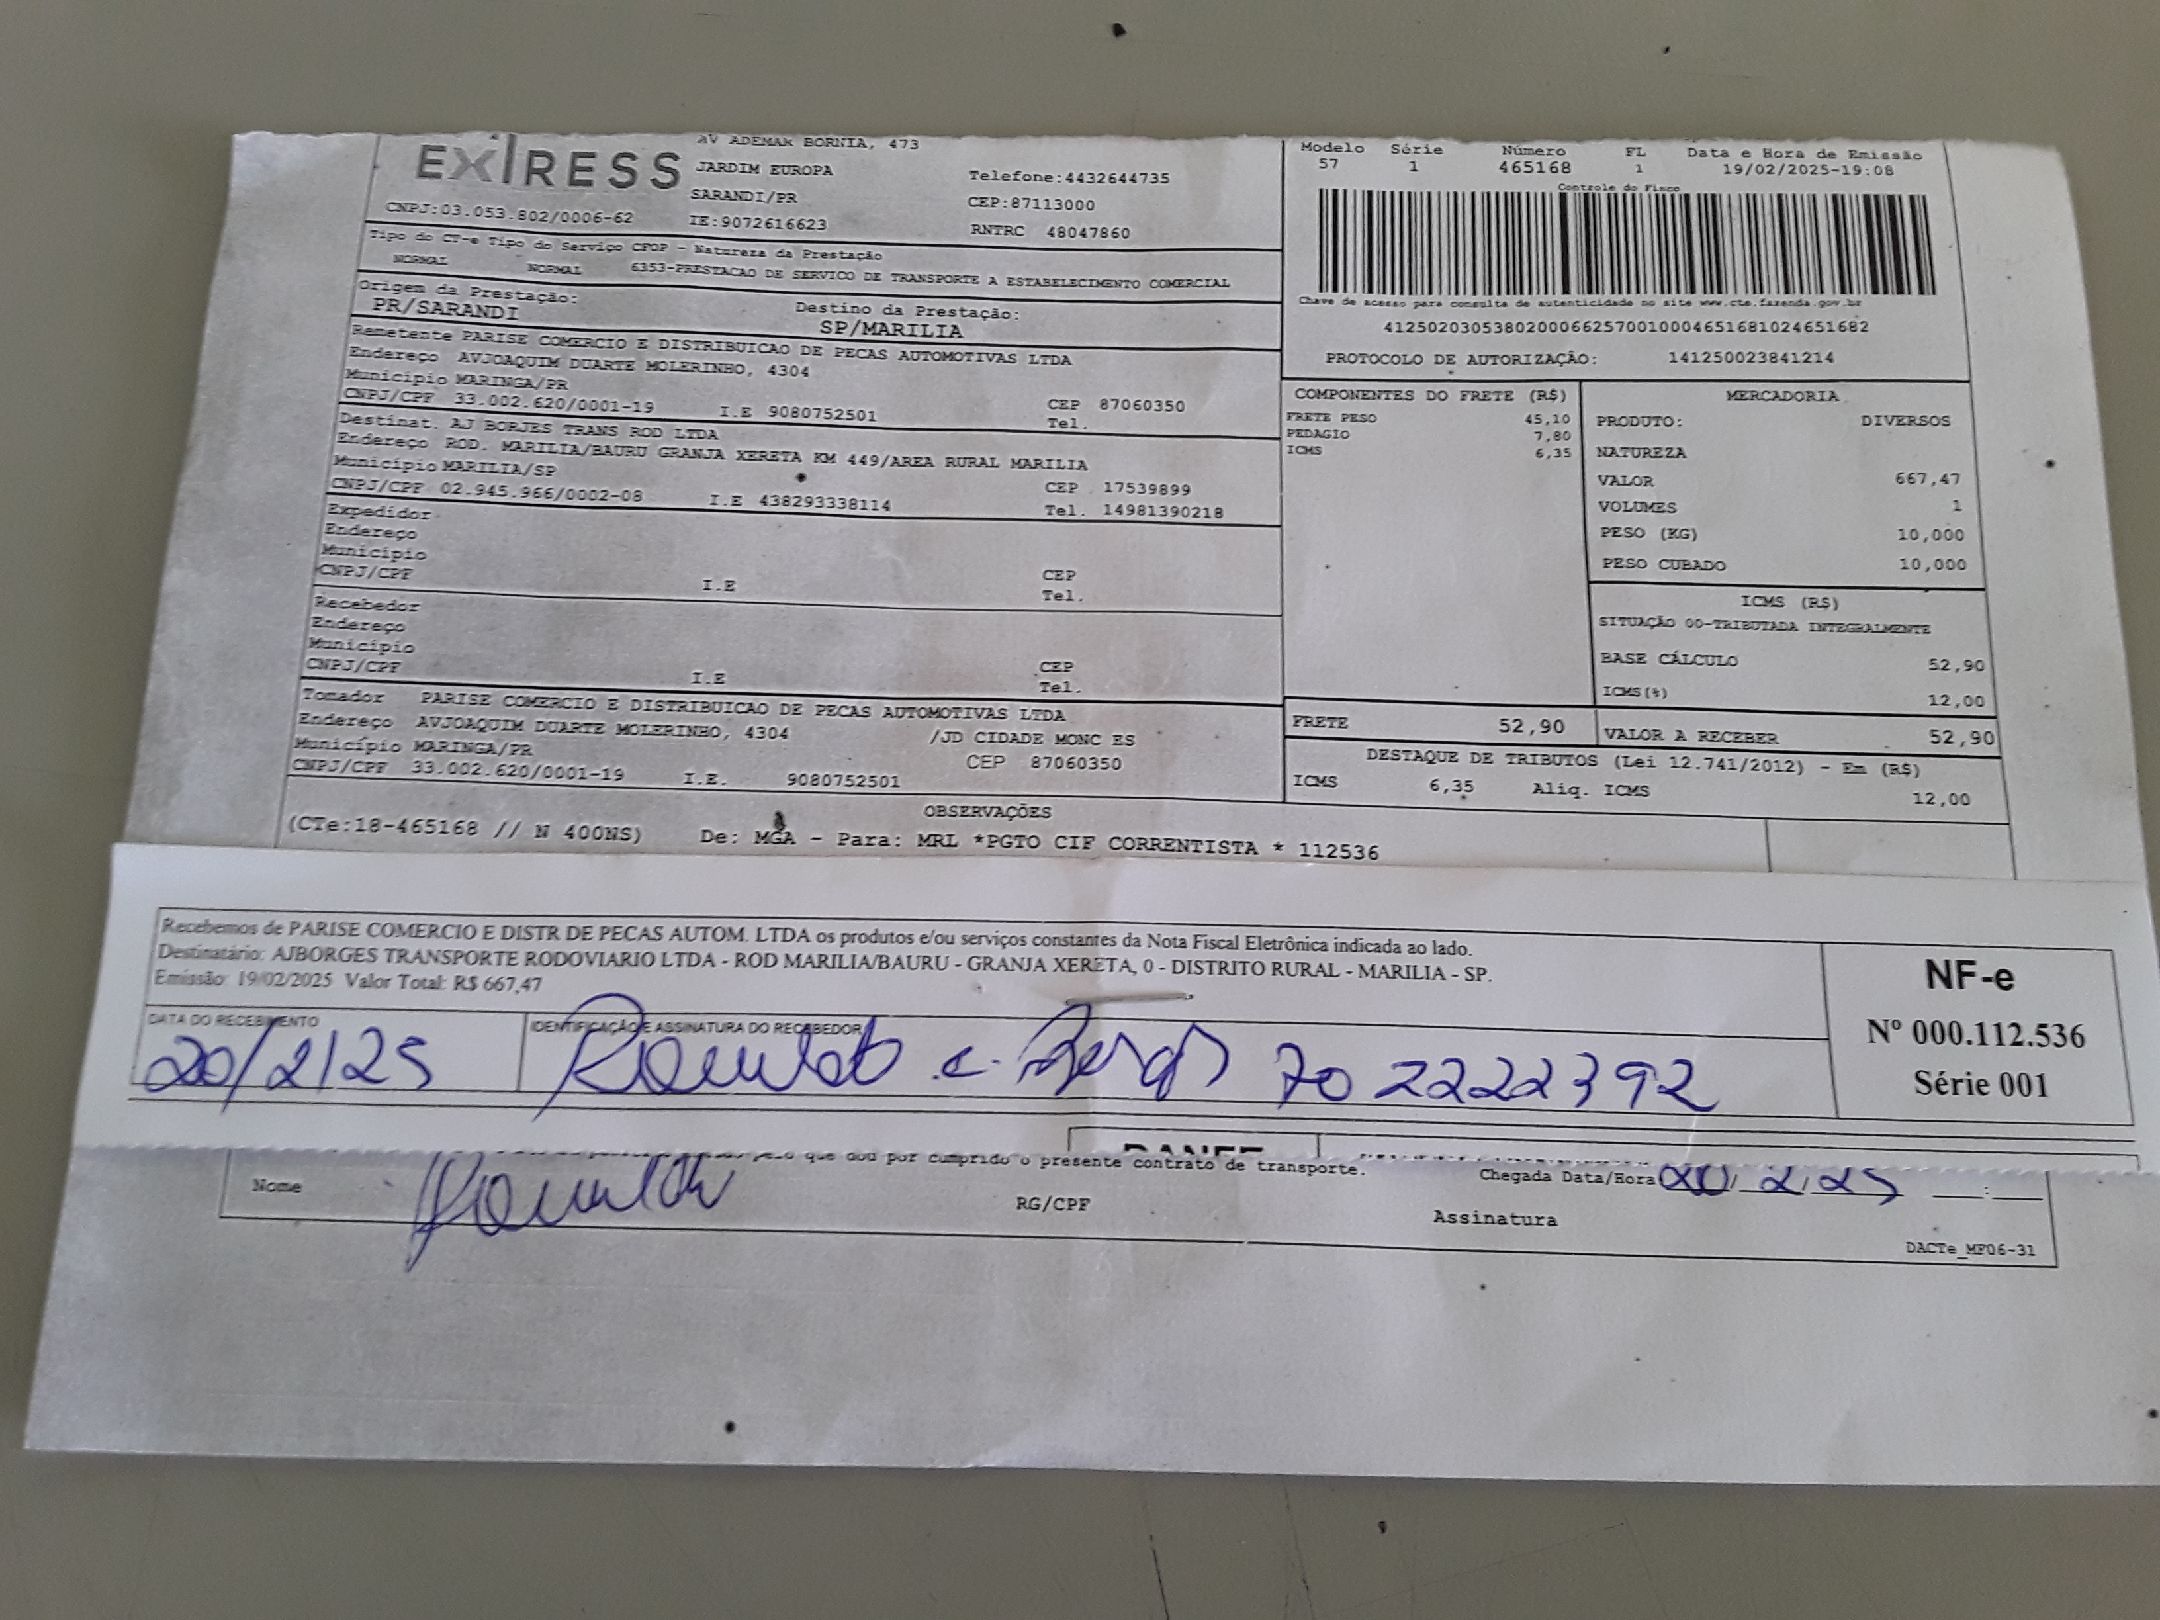 AV ADEMAR BORNIA, 473
EXIRESS
JARDIM EUROPA
Telefone:4432644735
SARANDI/PR
CEP:87113000
CNPJ:03.053.802/0006-62
IE:9072616623
RNTRC 48047860
Modelo Série Número FL Data e Hora de Emissão
57 1 465168 1 19/02/2025-19:08
Controle do Fisco
Tipo do CT-e Tipo do Serviço CFOP - Natureza da Prestação
NORMAL NORMAL 6353-PRESTACAO DE SERVICO DE TRANSPORTE A ESTABELECIMENTO COMERCIAL
Chave de acesso para consulta de autenticidade no site www.cte.fazenda.gov.br
41250203053802000662570010004651681024651682
PROTOCOLO DE AUTORIZAÇÃO: 141250023841214
Origem da Prestação: Destino da Prestação:
PR/SARANDI SP/MARILIA
Remetente PARISE COMERCIO E DISTRIBUICAO DE PECAS AUTOMOTIVAS LTDA
Endereço AVJOAQUIM DUARTE MOLERINHO, 4304
Município MARINGA/PR CEP 87060350
CNPJ/CPF 33.002.620/0001-19 I.E 9080752501 Tel.
Destinat. AJ BORJES TRANS ROD LTDA
Endereço ROD. MARILIA/BAURU GRANJA XERETA KM 449/AREA RURAL MARILIA
Município MARILIA/SP CEP 17539899
CNPJ/CPF 02.945.966/0002-08 I.E 438293338114 Tel. 14981390218
Expedidor
Endereço
Município CEP
CNPJ/CPF I.E Tel.
Recebedor
Endereço
Município CEP
CNPJ/CPF I.E Tel.
Tomador PARISE COMERCIO E DISTRIBUICAO DE PECAS AUTOMOTIVAS LTDA
Endereço AVJOAQUIM DUARTE MOLERINHO, 4304 /JD CIDADE MONC ES
Município MARINGA/PR CEP 87060350
CNPJ/CPF 33.002.620/0001-19 I.E. 9080752501
COMPONENTES DO FRETE (R$)
FRETE PESO 45,10
PEDAGIO 7,80
ICMS 6,35
MERCADORIA
PRODUTO: DIVERSOS
NATUREZA
VALOR 667,47
VOLUMES 1
PESO (KG) 10,000
PESO CUBADO 10,000
ICMS (R$)
SITUAÇÃO 00-TRIBUTADA INTEGRALMENTE
BASE CÁLCULO 52,90
ICMS(%) 12,00
FRETE 52,90 VALOR A RECEBER 52,90
DESTAQUE DE TRIBUTOS (Lei 12.741/2012) - Em (R$)
ICMS 6,35 Aliq. ICMS 12,00
OBSERVAÇÕES
(CTe:18-465168 // N 400NS) De: MGA - Para: MRL *PGTO CIF CORRENTISTA * 112536
Recebemos de PARISE COMERCIO E DISTR DE PECAS AUTOM. LTDA os produtos e/ou serviços constantes da Nota Fiscal Eletrônica indicada ao lado.
Destinatário: AJBORGES TRANSPORTE RODOVIARIO LTDA - ROD MARILIA/BAURU - GRANJA XERETA, 0 - DISTRITO RURAL - MARILIA - SP.
Emissão: 19/02/2025 Valor Total: R$ 667,47
DATA DO RECEBIMENTO IDENTIFICAÇÃO E ASSINATURA DO RECEBEDOR
20/2/25 70 2222392
NF-e
Nº 000.112.536
Série 001
DANFE
que dou por cumprido o presente contrato de transporte.
Chegada Data/Hora 20/2/25 __:__
Nome RG/CPF Assinatura
DACTe_MF06-31